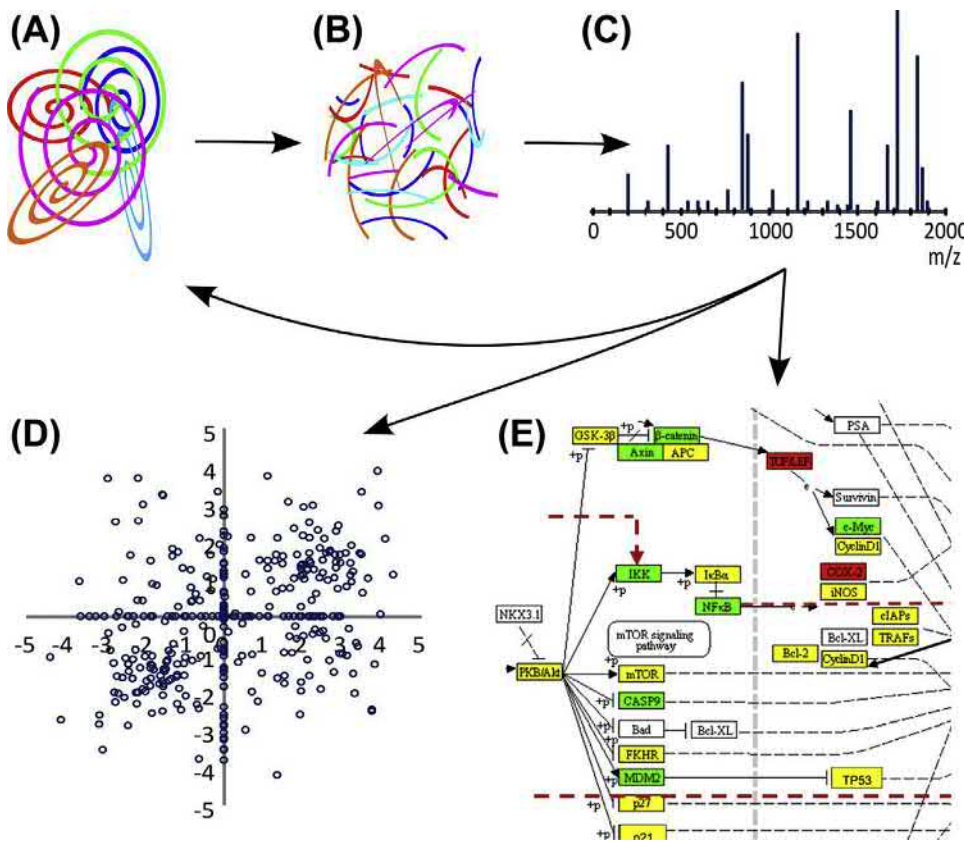 (A)
(B)
(C)
0 500 1000 1500 2000
m/z
(D)
5
4
3
2
1
0
-1
-2
-3
-4
-5
-5 -4 -3 -2 -1 1 2 3 4 5
(E)
+p
GSK-3β
β-catenin
Axin APC
+p
TCF/LEF
PSA
Survivin
c-Myc
CyclinD1
IKK
+p
+p
IκBα
NFκB
COX-2
iNOS
NKX3.1
mTOR signaling
pathway
cIAPs
Bcl-XL TRAFs
Bcl-2
CyclinD1
PKB/Akt
+p
mTOR
+p
CASP9
+p
Bad
Bcl-XL
+p
FKHR
+p
MDM2
TP53
+p
p27
+p
p21